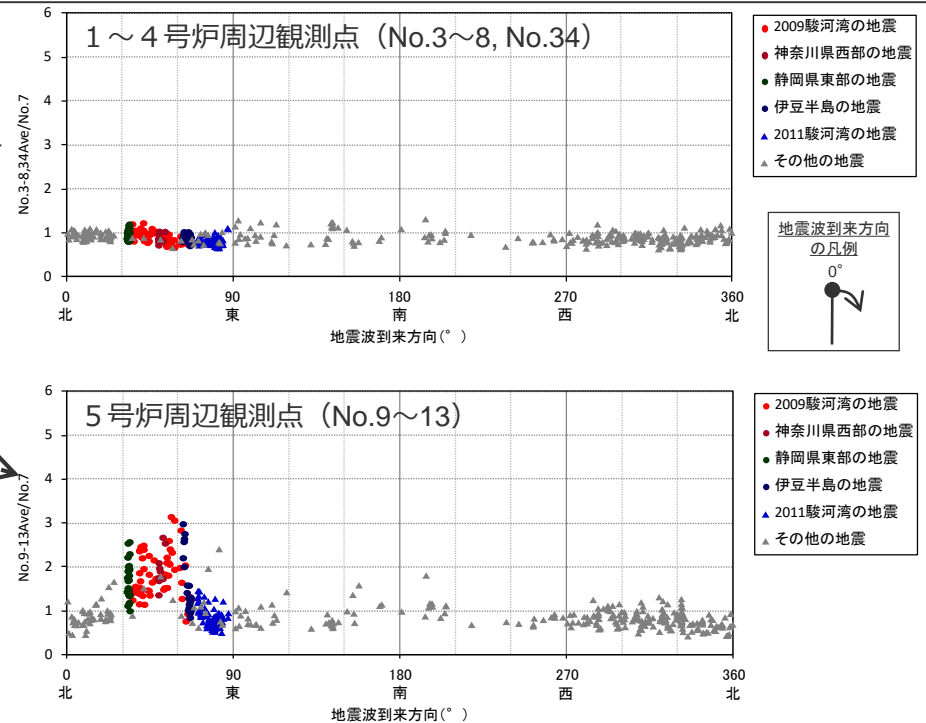 1～4号炉周辺観測点（No.3～8, No.34）
No.3-8,34Ave/No.7
6
5
4
3
2
1
0
0
90
180
270
360
北
東
南
西
北
地震波到来方向(°)
2009駿河湾の地震
神奈川県西部の地震
静岡県東部の地震
伊豆半島の地震
2011駿河湾の地震
その他の地震
地震波到来方向
の凡例
0°
5号炉周辺観測点（No.9～13）
No.9-13Ave/No.7
6
5
4
3
2
1
0
0
90
180
270
360
北
東
南
西
北
地震波到来方向(°)
2009駿河湾の地震
神奈川県西部の地震
静岡県東部の地震
伊豆半島の地震
2011駿河湾の地震
その他の地震